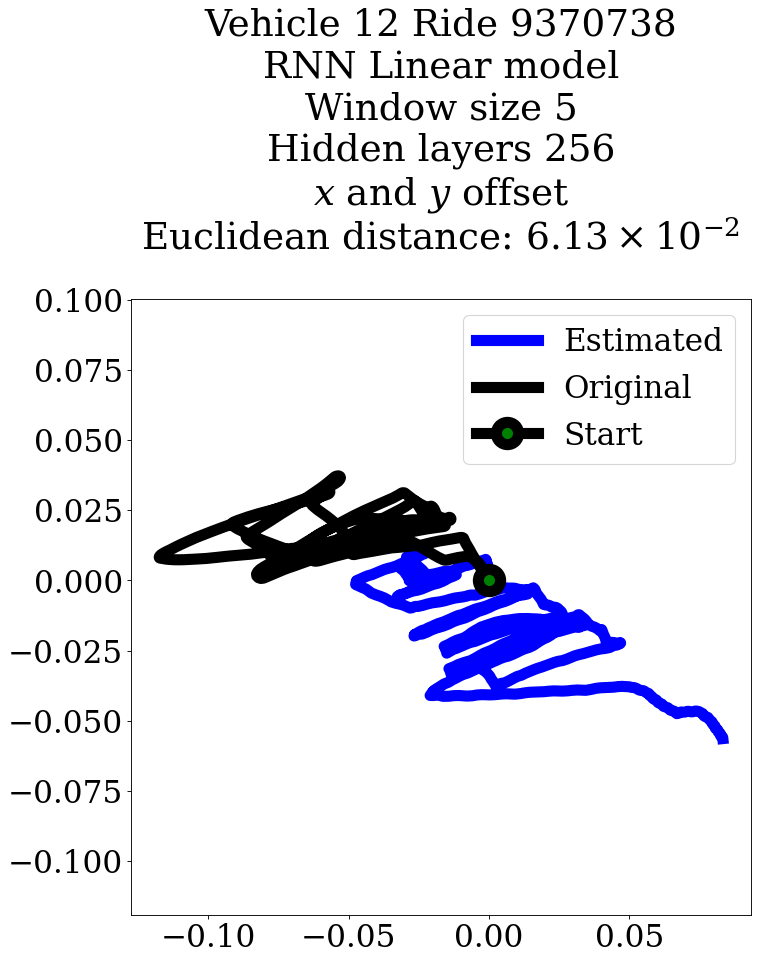 Vehicle 12 Ride 9370738
RNN Linear model
Window size 5
Hidden layers 256
x and y offset
Euclidean distance: 6.13 × 10⁻²
Estimated
Original
Start
0.100
0.075
0.050
0.025
0.000
−0.025
−0.050
−0.075
−0.100
−0.10 −0.05 0.00 0.05